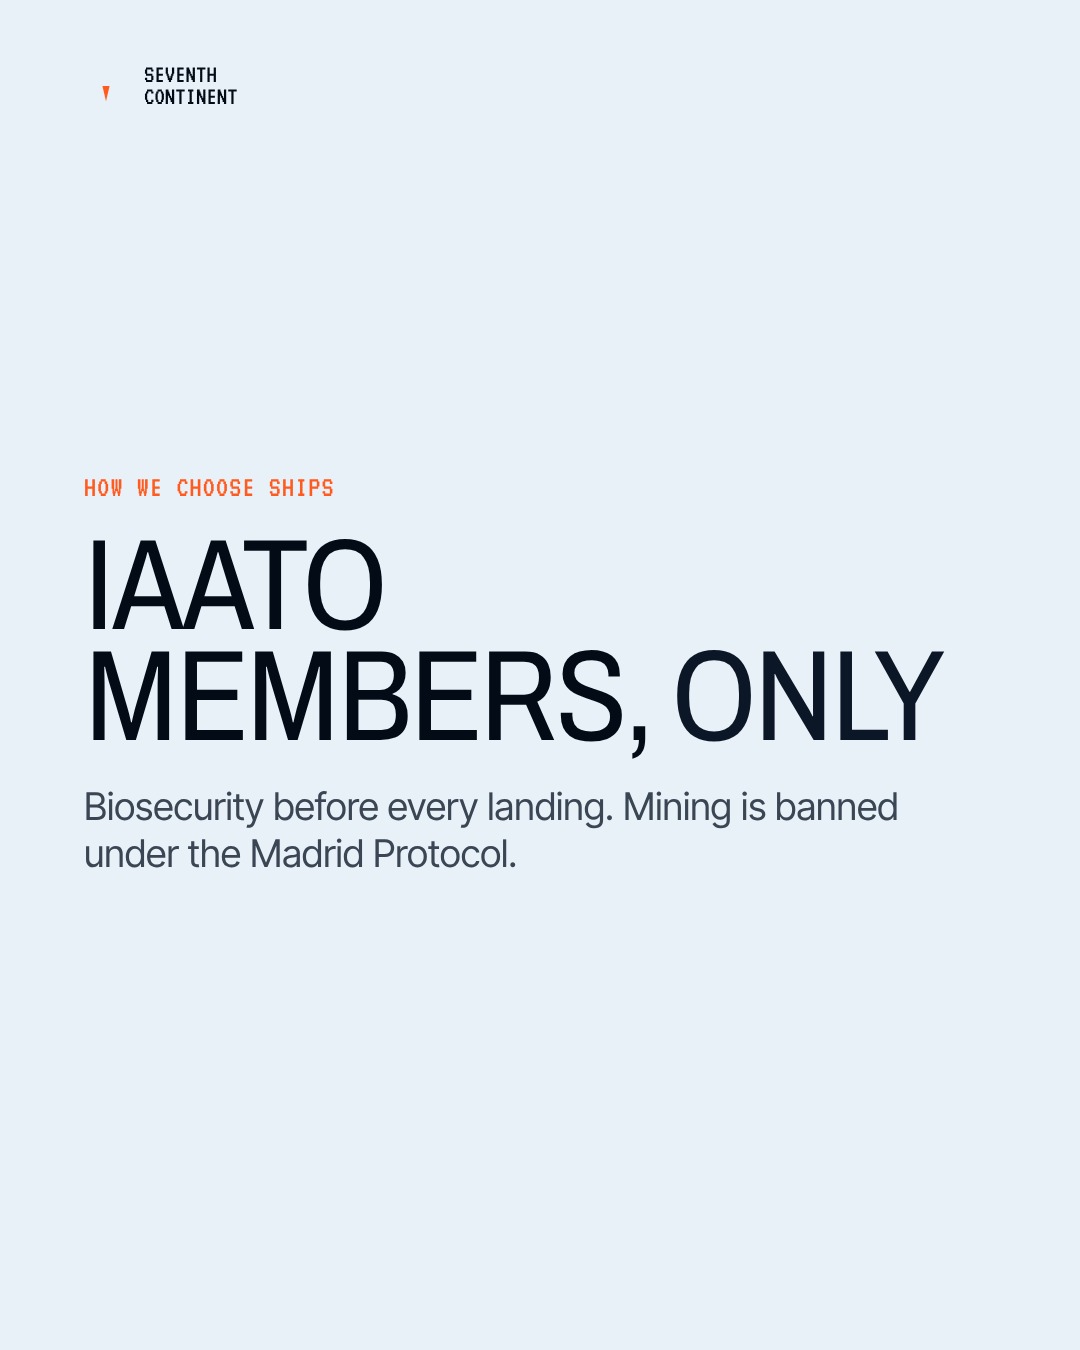 SEVENTH
CONTINENT
HOW WE CHOOSE SHIPS
IAATO
MEMBERS, ONLY
Biosecurity before every landing. Mining is banned
under the Madrid Protocol.